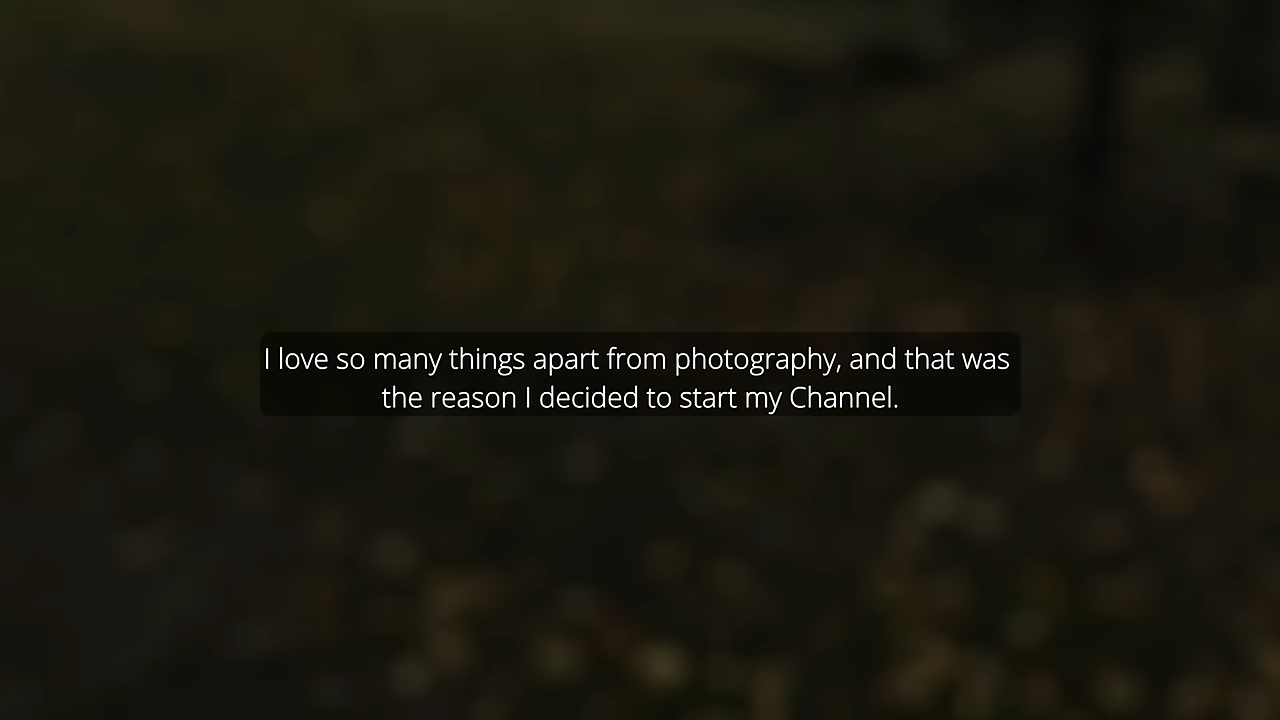 I love so many things apart from photography, and that was
the reason I decided to start my Channel.